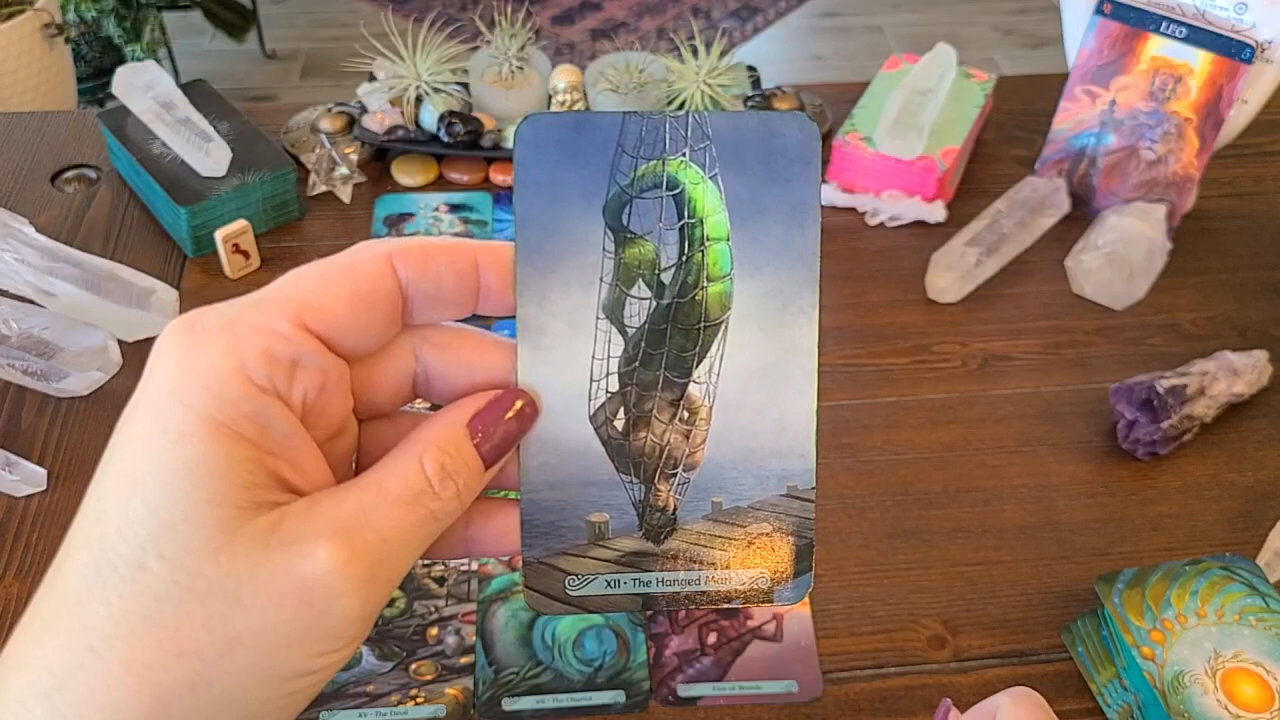 LEO
XII • The Hanged Man
XV • The Devil
VII • The Chariot